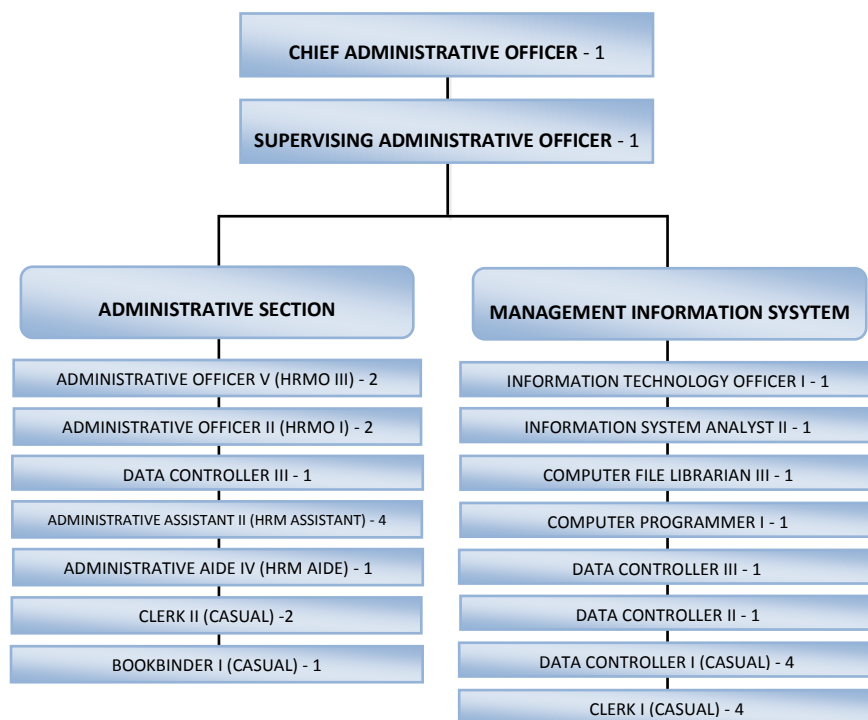 CHIEF ADMINISTRATIVE OFFICER - 1
SUPERVISING ADMINISTRATIVE OFFICER - 1
ADMINISTRATIVE SECTION
ADMINISTRATIVE OFFICER V (HRMO III) - 2
ADMINISTRATIVE OFFICER II (HRMO I) - 2
DATA CONTROLLER III - 1
ADMINISTRATIVE ASSISTANT II (HRM ASSISTANT) - 4
ADMINISTRATIVE AIDE IV (HRM AIDE) - 1
CLERK II (CASUAL) -2
BOOKBINDER I (CASUAL) - 1
MANAGEMENT INFORMATION SYSYTEM
INFORMATION TECHNOLOGY OFFICER I - 1
INFORMATION SYSTEM ANALYST II - 1
COMPUTER FILE LIBRARIAN III - 1
COMPUTER PROGRAMMER I - 1
DATA CONTROLLER III - 1
DATA CONTROLLER II - 1
DATA CONTROLLER I (CASUAL) - 4
CLERK I (CASUAL) - 4